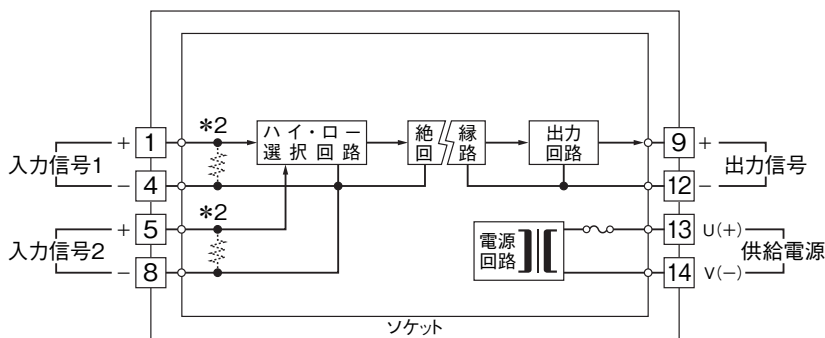 入力信号1
+ 1
− 4
入力信号2
+ 5
− 8
*2
*2
ハイ・ロー
選択回路
絶縁
回路
出力
回路
電源
回路
9 +
12 −
出力信号
13 U(+)
14 V(−)
供給電源
ソケット